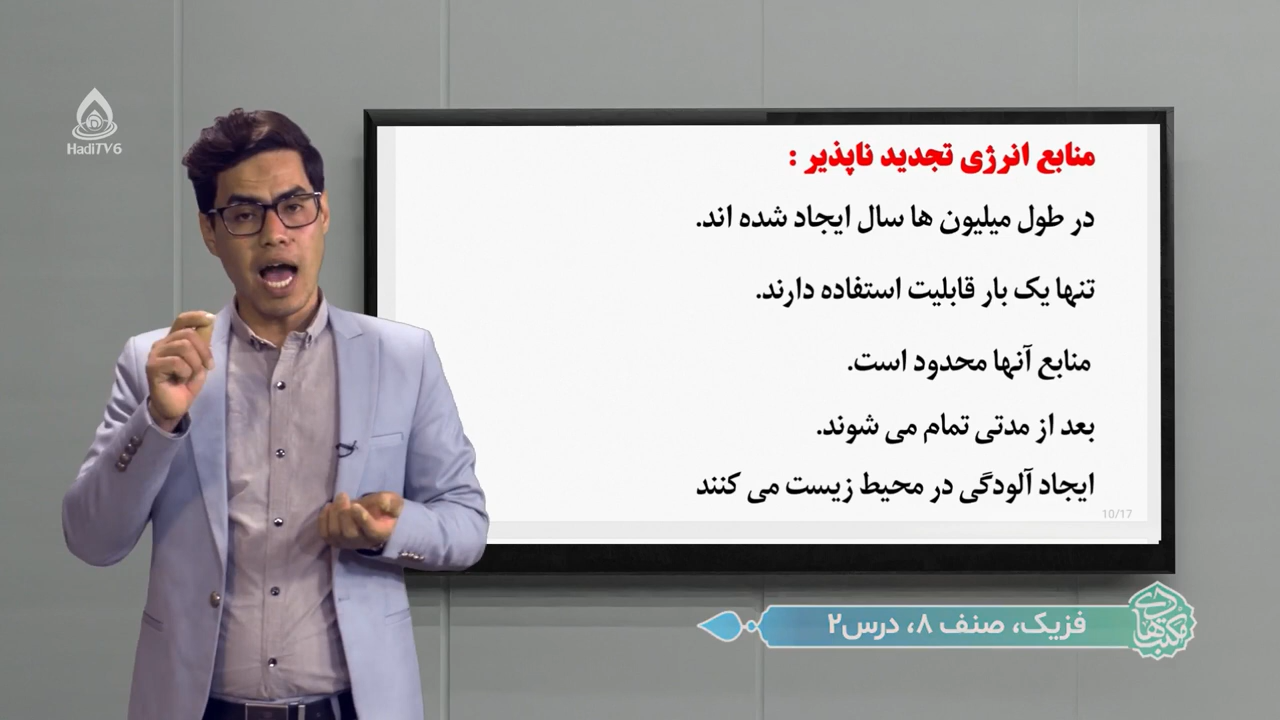 HadiTV6
منابع انرژی تجدید ناپذیر :
در طول میلیون ها سال ایجاد شده اند.
تنها یک بار قابلیت استفاده دارند.
منابع آنها محدود است.
بعد از مدتی تمام می شوند.
ایجاد آلودگی در محیط زیست می کنند
10/17
فزیک، صنف ۸، درس۲
مکتب هادی